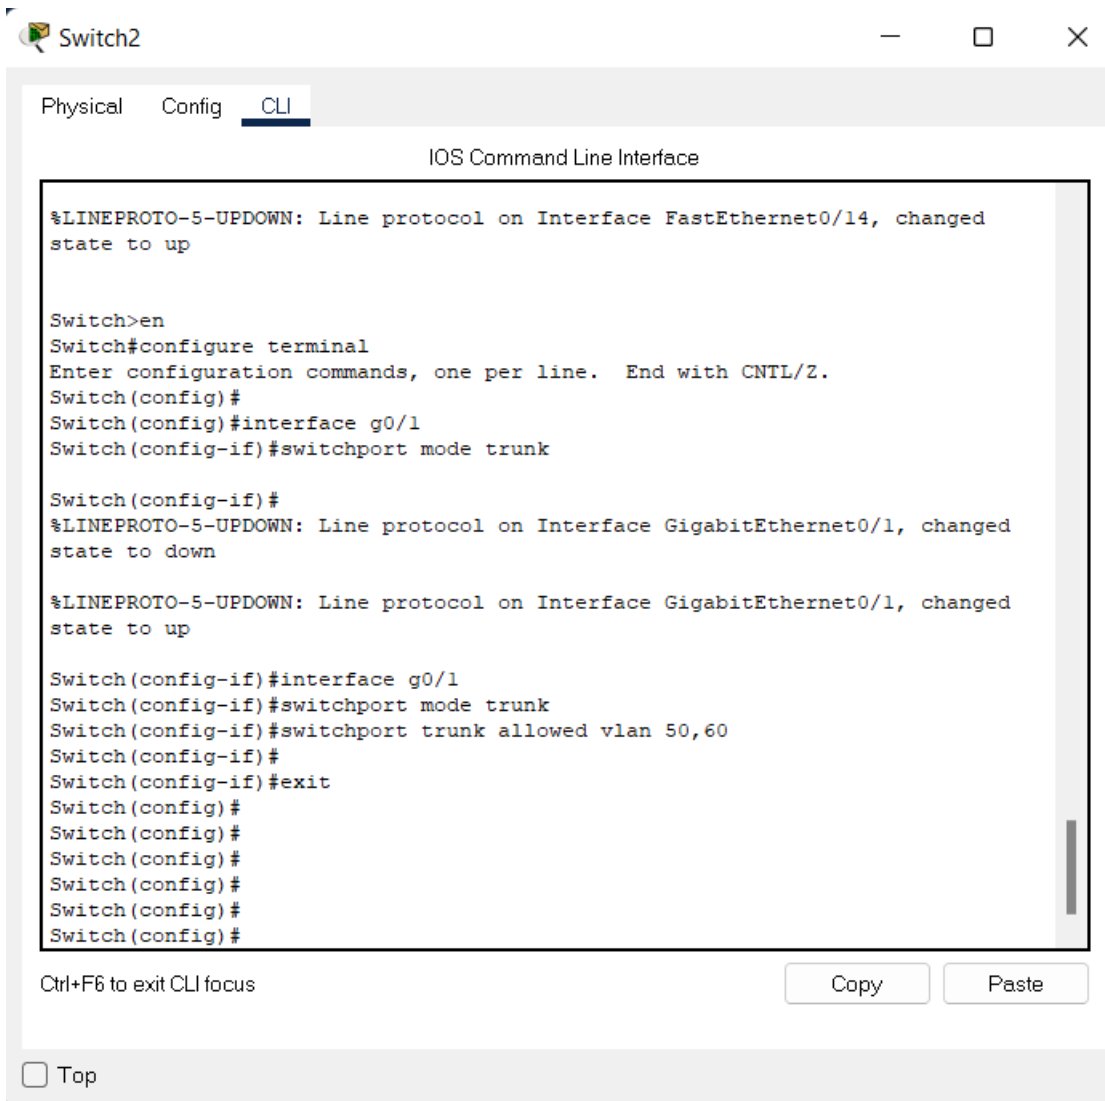 Switch2
Physical Config CLI
IOS Command Line Interface
%LINEPROTO-5-UPDOWN: Line protocol on Interface FastEthernet0/14, changed
state to up
Switch>en
Switch#configure terminal
Enter configuration commands, one per line.  End with CNTL/Z.
Switch(config)#
Switch(config)#interface g0/1
Switch(config-if)#switchport mode trunk
Switch(config-if)#
%LINEPROTO-5-UPDOWN: Line protocol on Interface GigabitEthernet0/1, changed
state to down
%LINEPROTO-5-UPDOWN: Line protocol on Interface GigabitEthernet0/1, changed
state to up
Switch(config-if)#interface g0/1
Switch(config-if)#switchport mode trunk
Switch(config-if)#switchport trunk allowed vlan 50,60
Switch(config-if)#
Switch(config-if)#exit
Switch(config)#
Switch(config)#
Switch(config)#
Switch(config)#
Switch(config)#
Switch(config)#
Ctrl+F6 to exit CLI focus
Copy Paste
Top